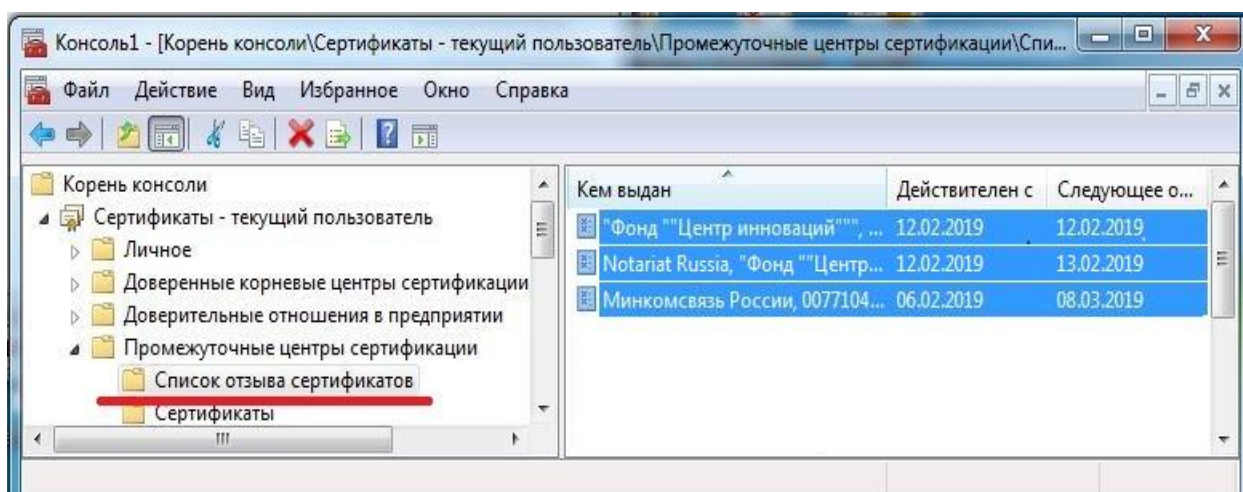 Консоль1 - [Корень консоли\Сертификаты - текущий пользователь\Промежуточные центры сертификации\Спи...
Файл Действие Вид Избранное Окно Справка
Корень консоли
Сертификаты - текущий пользователь
Личное
Доверенные корневые центры сертификации
Доверительные отношения в предприятии
Промежуточные центры сертификации
Список отзыва сертификатов
Сертификаты
Кем выдан Действителен с Следующее о...
"Фонд ""Центр инноваций""", ... 12.02.2019 12.02.2019
Notariat Russia, "Фонд ""Центр... 12.02.2019 13.02.2019
Минкомсвязь России, 0077104... 06.02.2019 08.03.2019